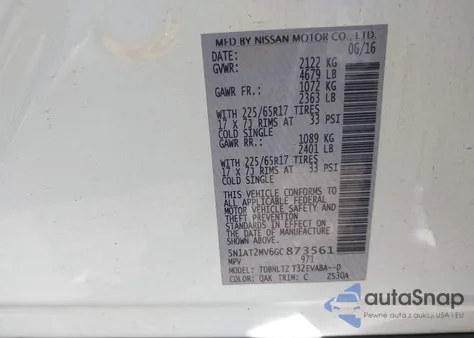 MFD BY NISSAN MOTOR CO., LTD.
DATE: 06/16
GVWR: 2122 KG
4679 LB
GAWR FR.: 1072 KG
2363 LB
WITH 225/65R17 TIRES
17 X 7J RIMS AT 33 PSI
COLD SINGLE
GAWR RR.: 1089 KG
2401 LB
WITH 225/65R17 TIRES
17 X 7J RIMS AT 33 PSI
COLD SINGLE
THIS VEHICLE CONFORMS TO
ALL APPLICABLE FEDERAL
MOTOR VEHICLE SAFETY AND
THEFT PREVENTION
STANDARDS IN EFFECT ON
THE DATE OF MANUFACTURE
SHOWN ABOVE.
5N1AT2MV6GC873561
MPV 971
MODEL: TDBNLTZ T32EVABA--D
COLOR: QAK TRIM: C ZS30A
autoSnap
Pewne auta z ubezpieczalni USA i EU